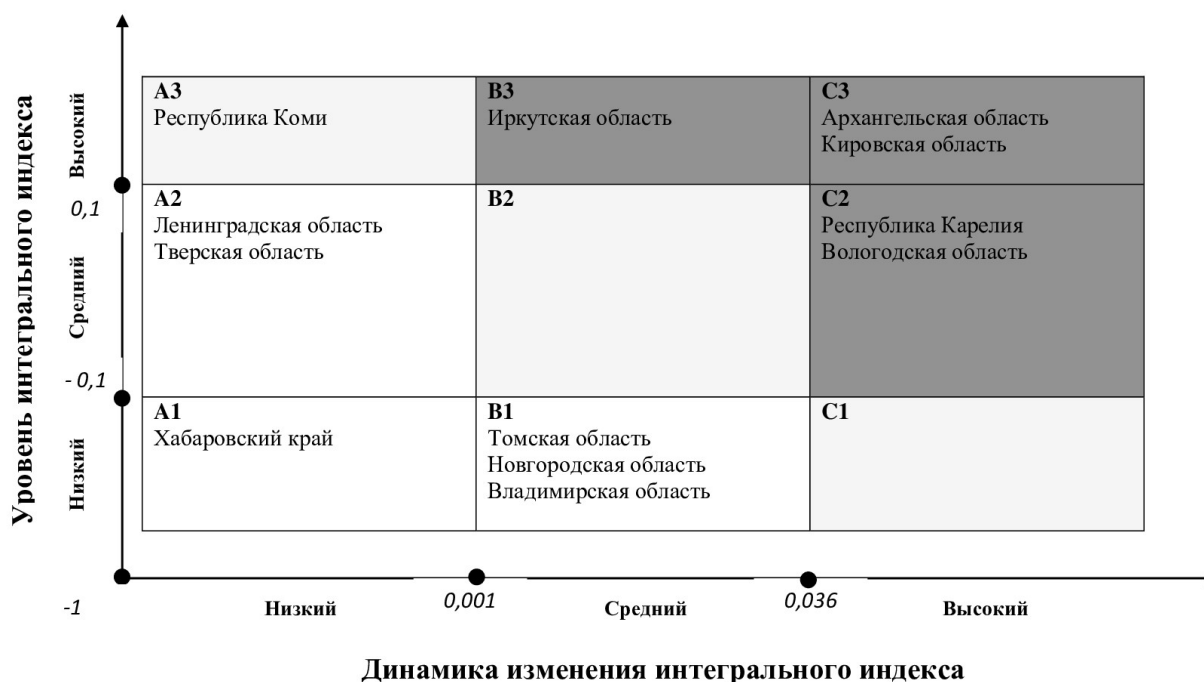 Уровень интегрального индекса
Высокий
Средний
Низкий
0,1
- 0,1
-1
A3
Республика Коми
B3
Иркутская область
C3
Архангельская область
Кировская область
A2
Ленинградская область
Тверская область
B2
C2
Республика Карелия
Вологодская область
A1
Хабаровский край
B1
Томская область
Новгородская область
Владимирская область
C1
Низкий
0,001
Средний
0,036
Высокий
Динамика изменения интегрального индекса